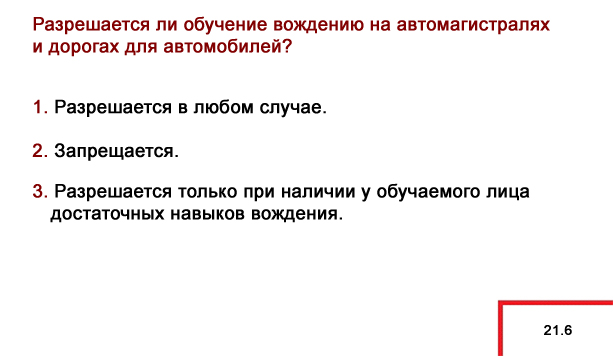 Разрешается ли обучение вождению на автомагистралях
и дорогах для автомобилей?
1. Разрешается в любом случае.
2. Запрещается.
3. Разрешается только при наличии у обучаемого лица
достаточных навыков вождения.
21.6